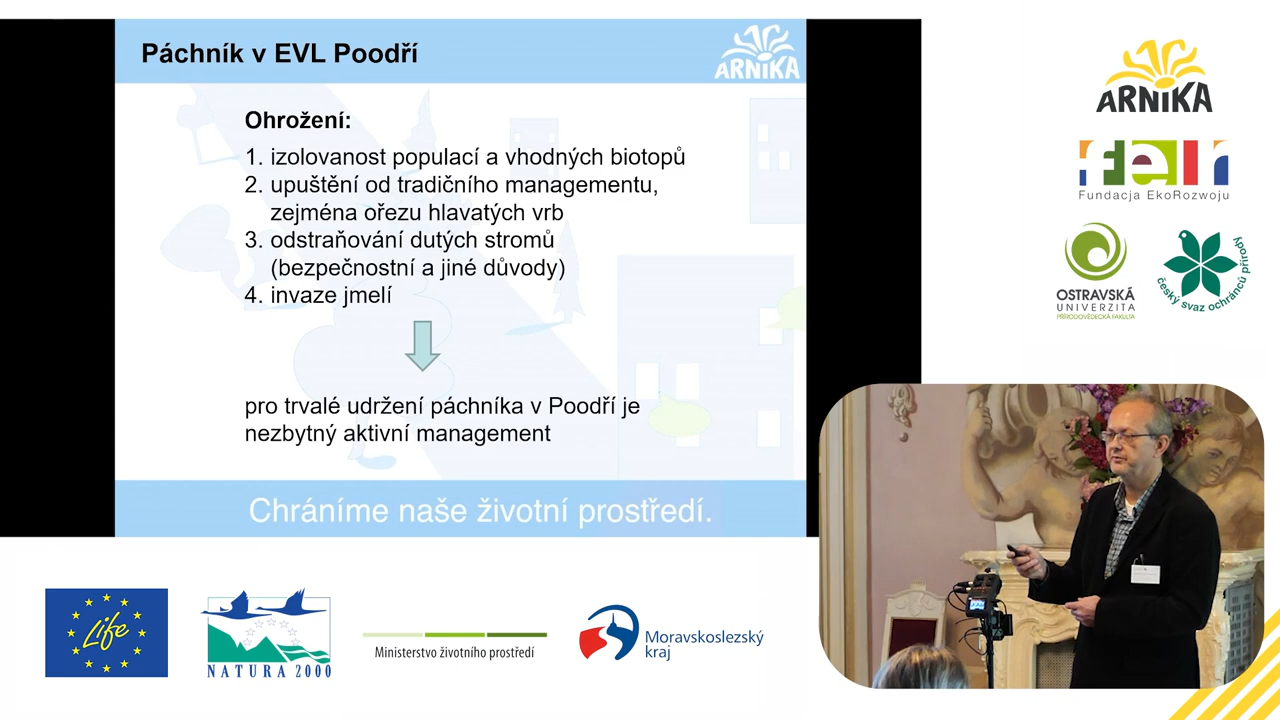 Páchník v EVL Poodří
ARNIKA
Ohrožení:
1. izolovanost populací a vhodných biotopů
2. upuštění od tradičního managementu,
zejména ořezu hlavatých vrb
3. odstraňování dutých stromů
(bezpečnostní a jiné důvody)
4. invaze jmelí
pro trvalé udržení páchníka v Poodří je
nezbytný aktivní management
Chráníme naše životní prostředí.
ARNIKA
feer
Fundacja EkoRozwoju
OSTRAVSKÁ
UNIVERZITA
PŘÍRODOVĚDECKÁ FAKULTA
český svaz ochránců přírody
Life
NATURA 2000
Ministerstvo životního prostředí
Moravskoslezský
kraj